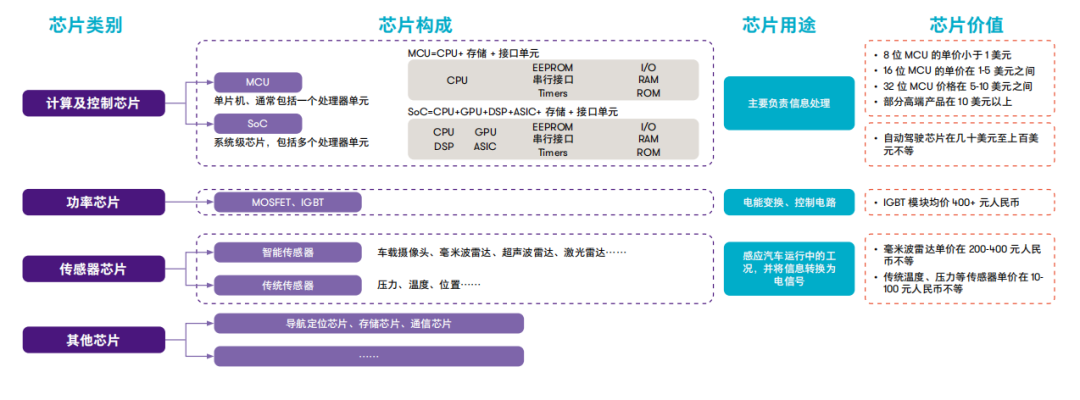 芯片类别
芯片构成
芯片用途
芯片价值
计算及控制芯片
MCU
单片机、通常包括一个处理器单元
SoC
系统级芯片，包括多个处理器单元
MCU=CPU+ 存储 + 接口单元
CPU
EEPROM
串行接口
Timers
I/O
RAM
ROM
SoC=CPU+GPU+DSP+ASIC+ 存储 + 接口单元
CPU GPU
DSP ASIC
EEPROM
串行接口
Timers
I/O
RAM
ROM
主要负责信息处理
• 8 位 MCU 的单价小于 1 美元
• 16 位 MCU 的单价在 1-5 美元之间
• 32 位 MCU 价格在 5-10 美元之间
• 部分高端产品在 10 美元以上
• 自动驾驶芯片在几十美元至上百美
元不等
功率芯片
MOSFET、IGBT
电能变换、控制电路
• IGBT 模块均价 400+ 元人民币
传感器芯片
智能传感器
车载摄像头、毫米波雷达、超声波雷达、激光雷达……
传统传感器
压力、温度、位置……
感应汽车运行中的工
况，并将信息转换为
电信号
• 毫米波雷达单价在 200-400 元人民
币不等
• 传统温度、压力等传感器单价在 10-
100 元人民币不等
其他芯片
导航定位芯片、存储芯片、通信芯片
……